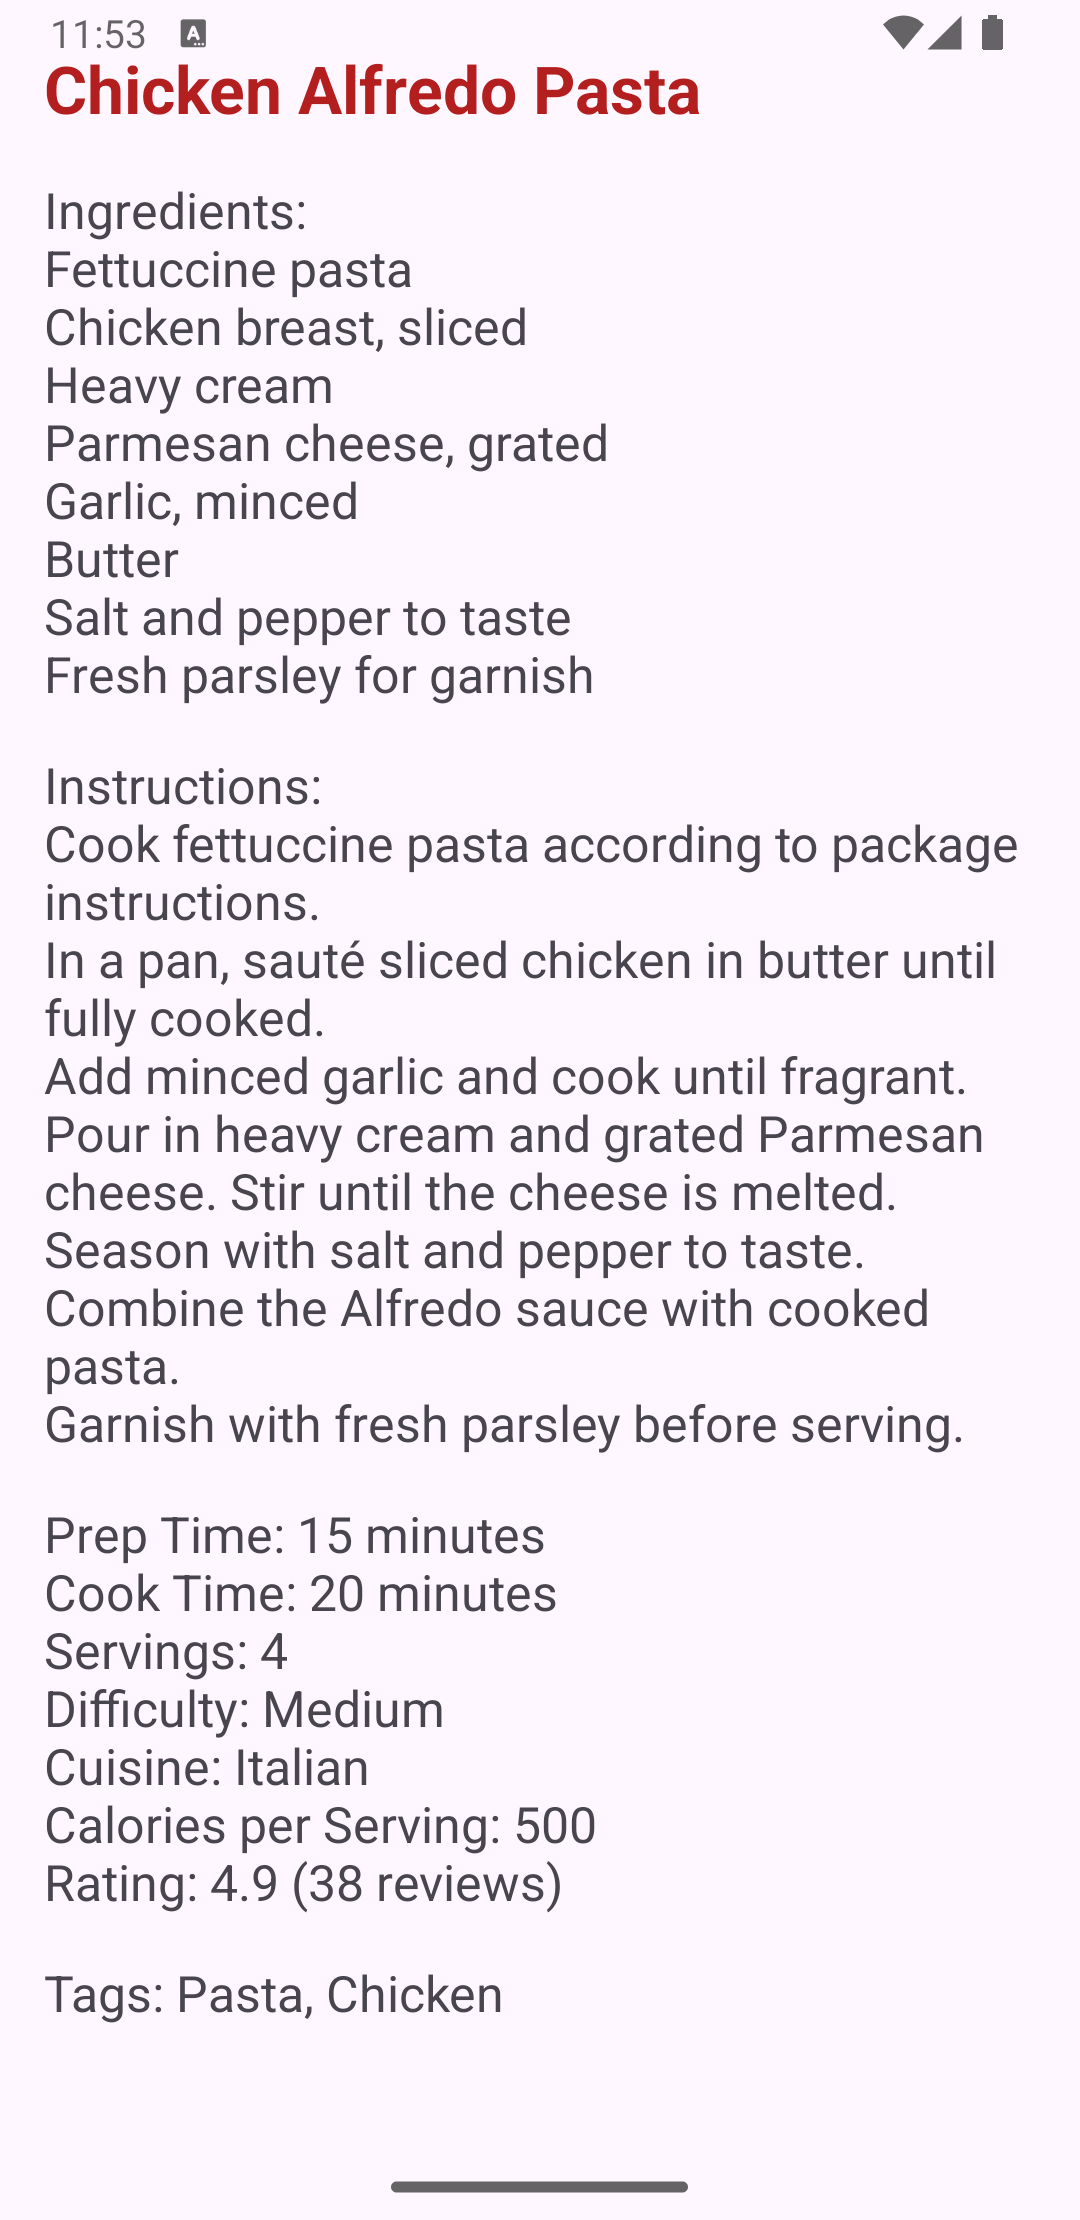 11:53
Chicken Alfredo Pasta
Ingredients:
Fettuccine pasta
Chicken breast, sliced
Heavy cream
Parmesan cheese, grated
Garlic, minced
Butter
Salt and pepper to taste
Fresh parsley for garnish
Instructions:
Cook fettuccine pasta according to package
instructions.
In a pan, sauté sliced chicken in butter until
fully cooked.
Add minced garlic and cook until fragrant.
Pour in heavy cream and grated Parmesan
cheese. Stir until the cheese is melted.
Season with salt and pepper to taste.
Combine the Alfredo sauce with cooked
pasta.
Garnish with fresh parsley before serving.
Prep Time: 15 minutes
Cook Time: 20 minutes
Servings: 4
Difficulty: Medium
Cuisine: Italian
Calories per Serving: 500
Rating: 4.9 (38 reviews)
Tags: Pasta, Chicken